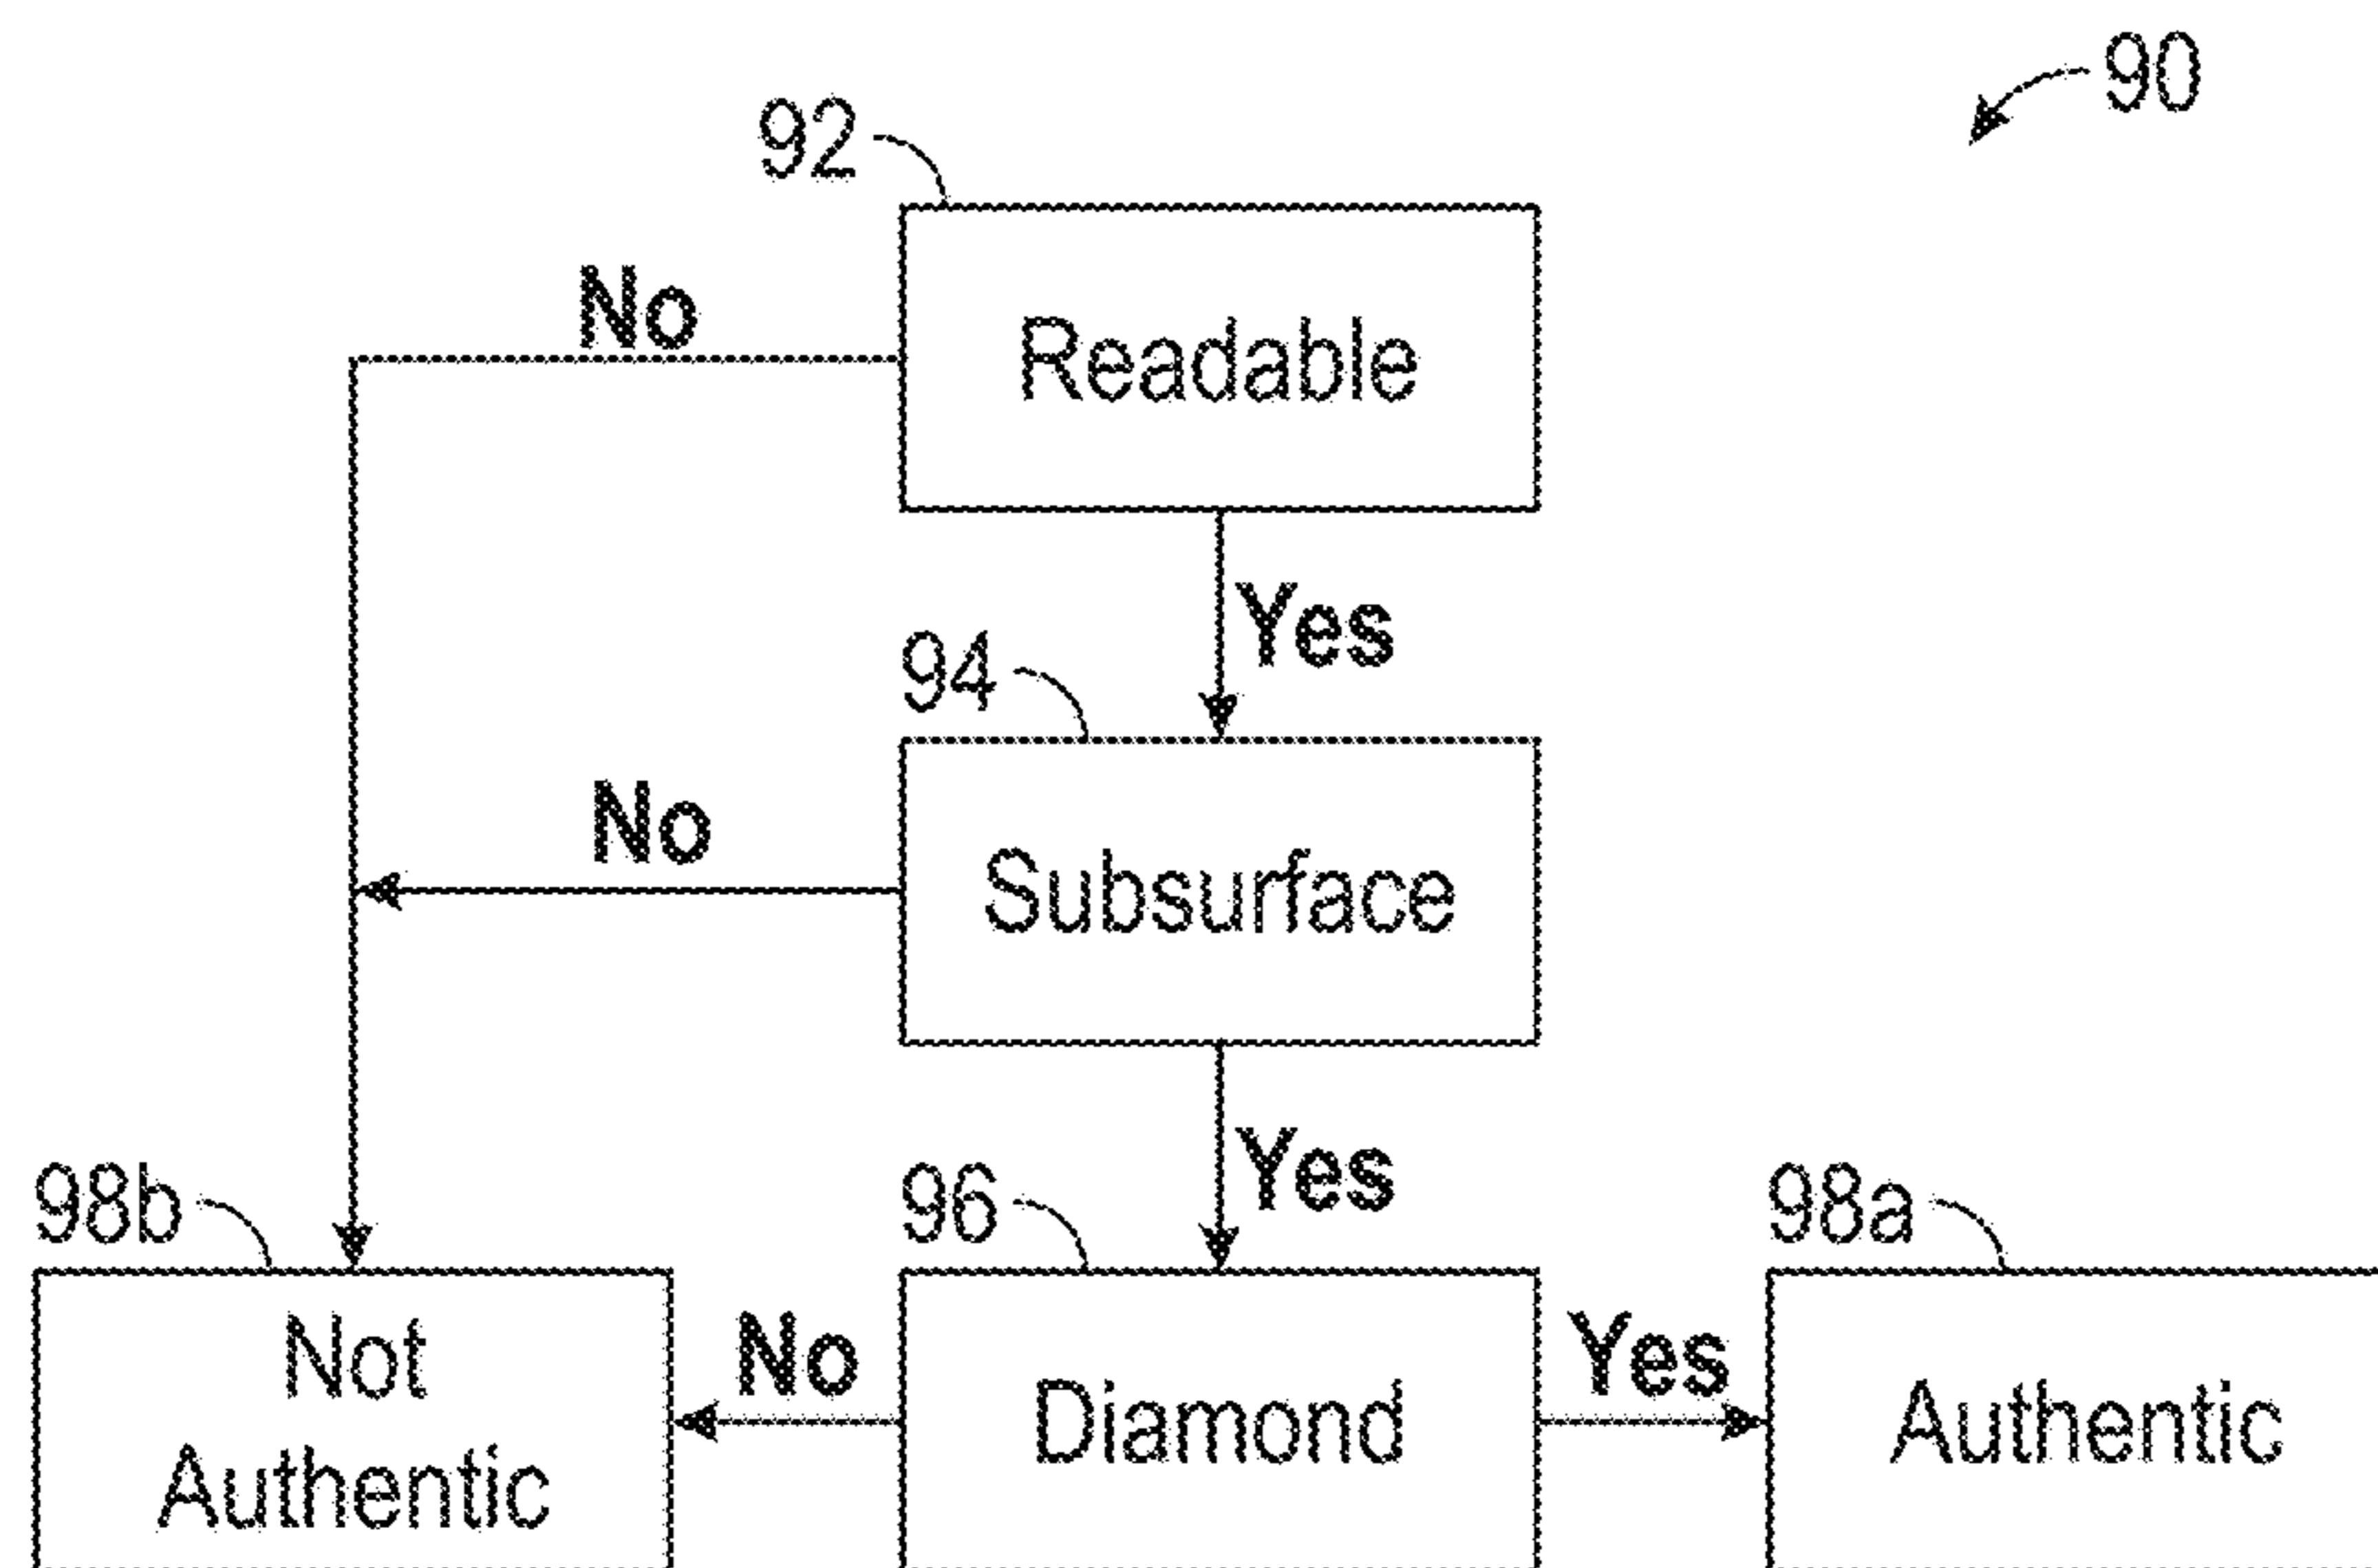 90
92
No
Readable
Yes
94
No
Subsurface
Yes
98b
96
98a
Not
Authentic
No
Diamond
Yes
Authentic